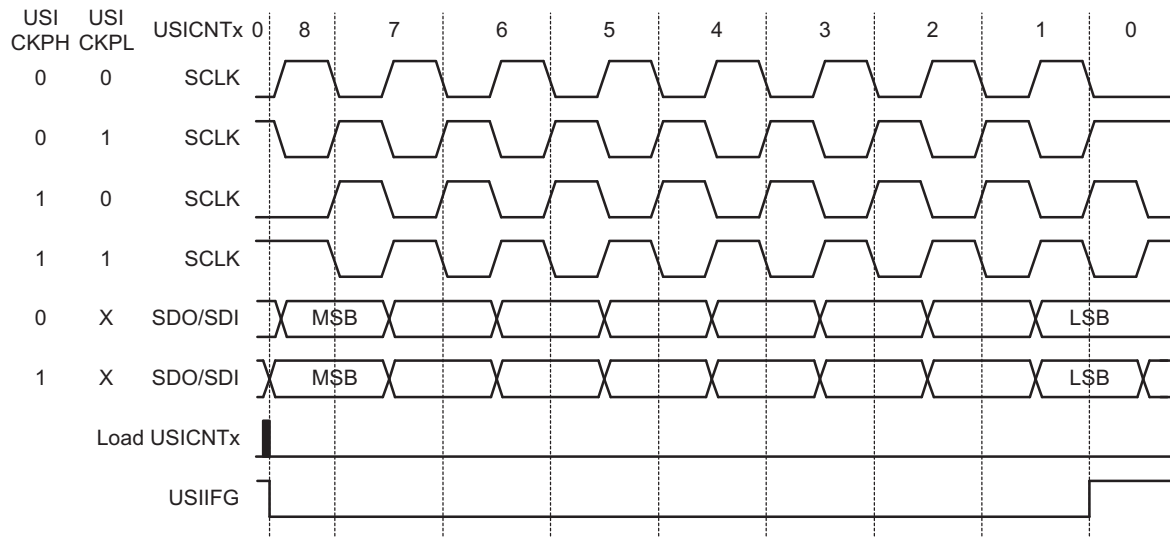 USI USI
CKPH CKPL USICNTx 0 8 7 6 5 4 3 2 1 0
0 0 SCLK
0 1 SCLK
1 0 SCLK
1 1 SCLK
0 X SDO/SDI MSB LSB
1 X SDO/SDI MSB LSB
Load USICNTx
USIIFG